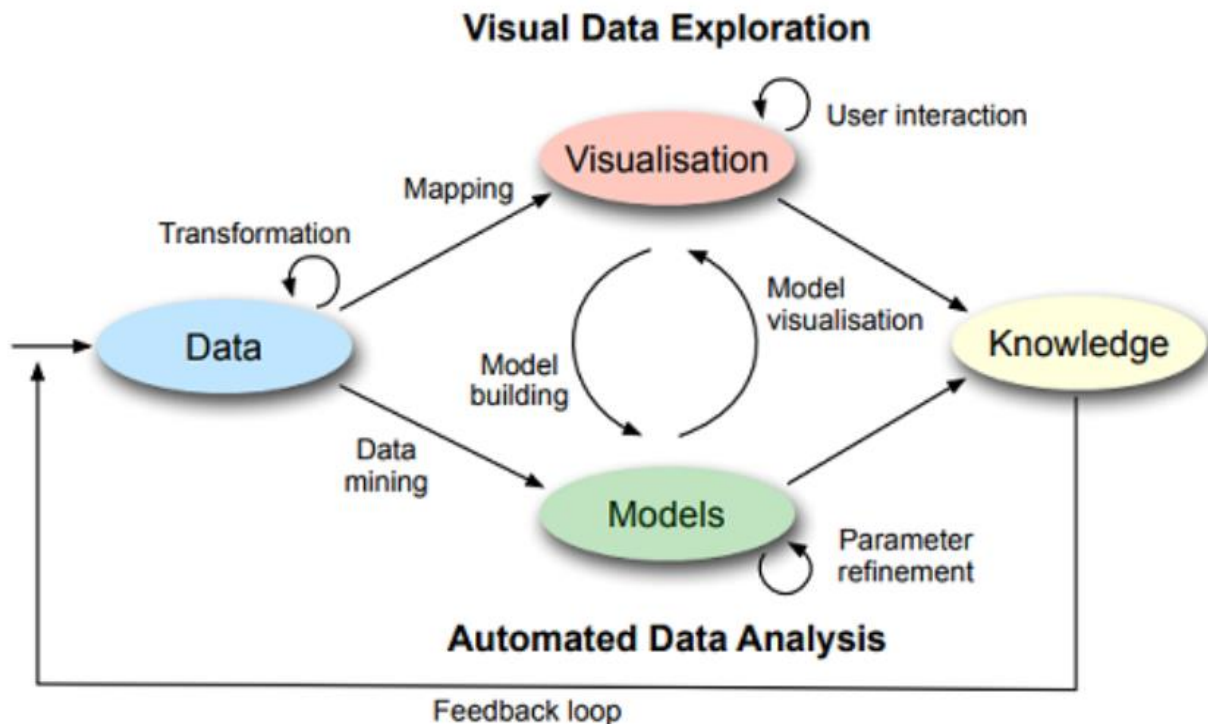 Visual Data Exploration
User interaction
Visualisation
Mapping
Transformation
Model
visualisation
Data
Knowledge
Model
building
Data
mining
Models
Parameter
refinement
Automated Data Analysis
Feedback loop